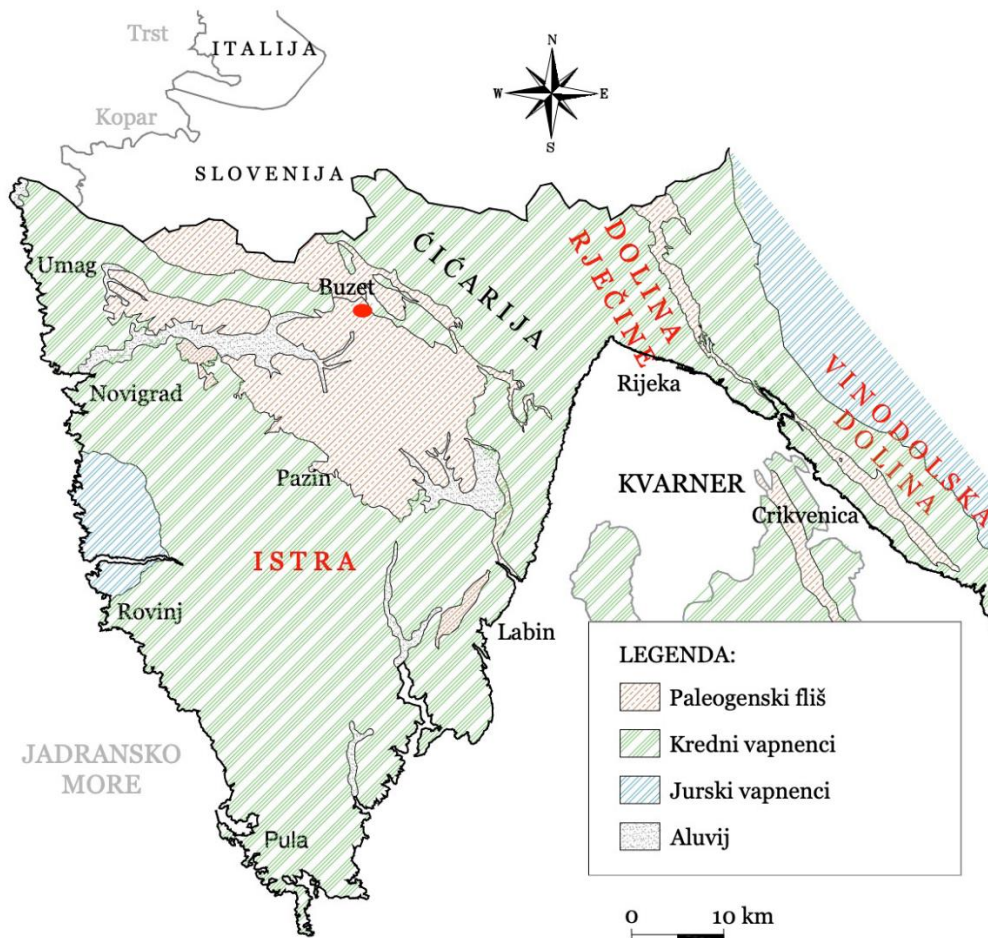 Trst
ITALIJA
N
W
E
S
Kopar
SLOVENIJA
Umag
Buzet
ĆIĆARIJA
DOLINA
RJEČINE
Novigrad
Rijeka
VINODOLSKA
DOLINA
Pazin
KVARNER
Crikvenica
ISTRA
Rovinj
Labin
LEGENDA:
Paleogenski fliš
Kredni vapnenci
Jurski vapnenci
Aluvij
JADRANSKO
MORE
Pula
0 10 km